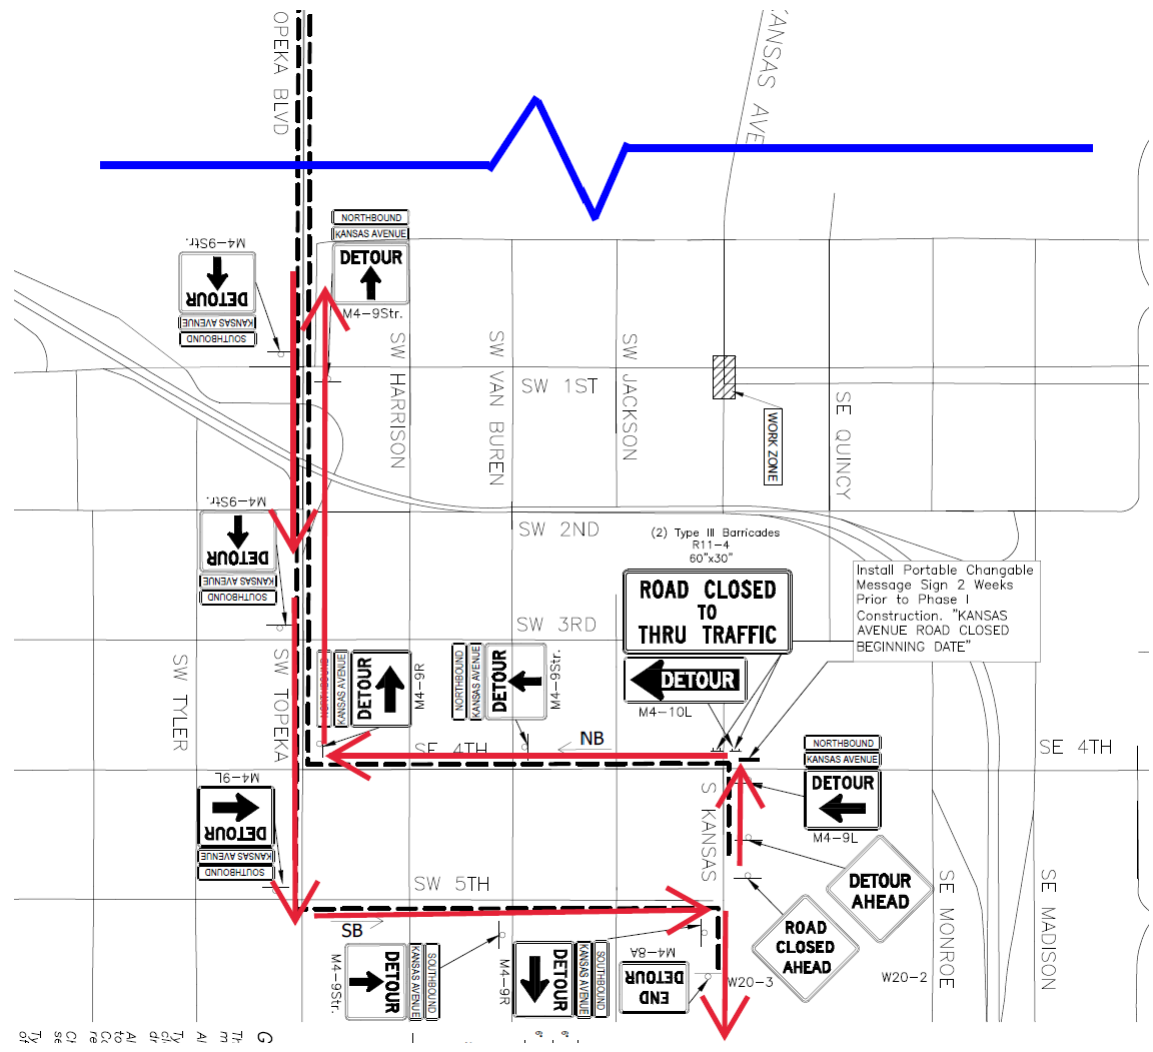 OPEKA BLVD
KANSAS AVE
M4-9Str.
DETOUR
KANSAS AVENUE
SOUTHBOUND
NORTHBOUND
KANSAS AVENUE
DETOUR
M4-9Str.
SW HARRISON
SW VAN BUREN
SW JACKSON
SW 1ST
WORK ZONE
SE QUINCY
M4-9Str.
DETOUR
KANSAS AVENUE
SOUTHBOUND
SW 2ND
(2) Type III Barricades
R11-4
60"x30"
ROAD CLOSED
TO
THRU TRAFFIC
DETOUR
M4-10L
Install Portable Changable
Message Sign 2 Weeks
Prior to Phase I
Construction. "KANSAS
AVENUE ROAD CLOSED
BEGINNING DATE"
SW 3RD
SW TYLER
SW TOPEKA
NORTHBOUND
KANSAS AVENUE
DETOUR
M4-9R
NORTHBOUND
KANSAS AVENUE
DETOUR
M4-9Str.
NB
SE 4TH
SE 4TH
NORTHBOUND
KANSAS AVENUE
DETOUR
M4-9L
M4-9L
DETOUR
KANSAS AVENUE
SOUTHBOUND
S KANSAS
DETOUR
AHEAD
W20-2
ROAD
CLOSED
AHEAD
W20-3
SE MONROE
SE MADISON
SW 5TH
SB
M4-9Str.
DETOUR
KANSAS AVENUE
SOUTHBOUND
M4-9R
DETOUR
KANSAS AVENUE
SOUTHBOUND
M4-8A
END
DETOUR
6"
6"